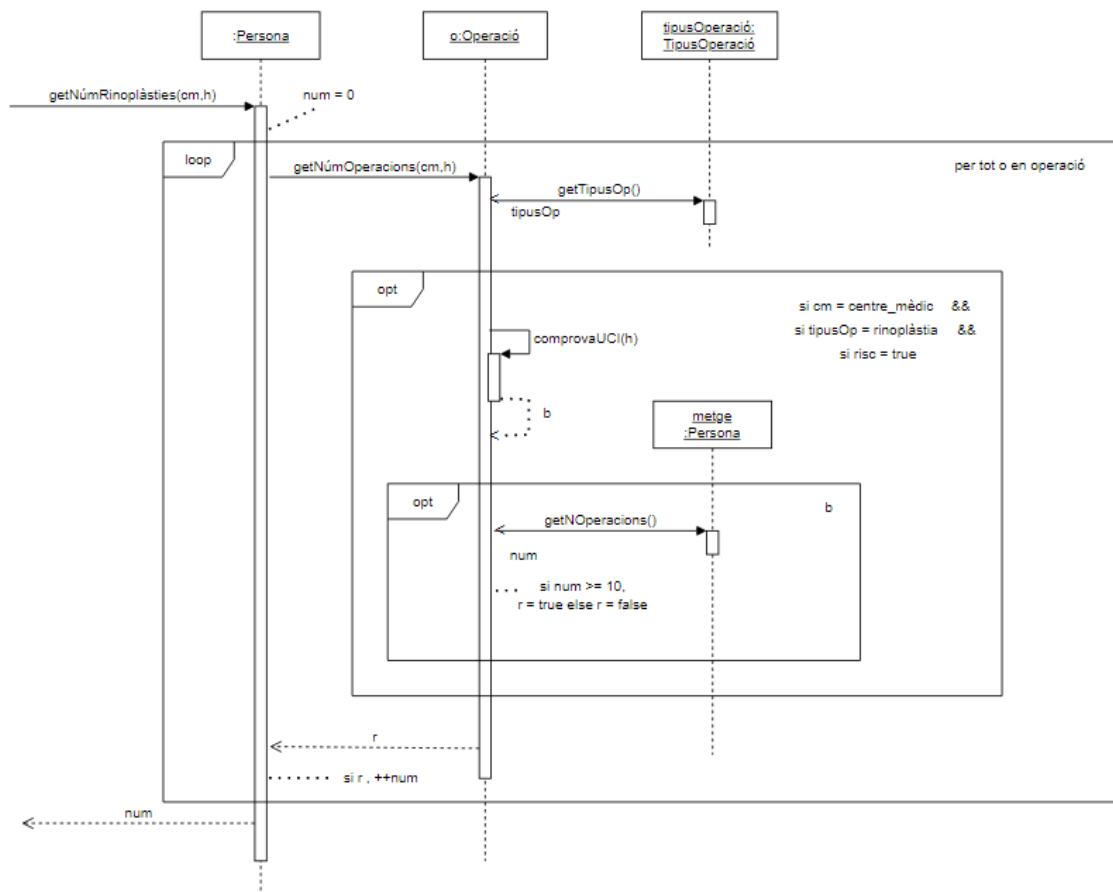 :Persona
o:Operació
tipusOperació:
TipusOperació
getNúmRinoplàsties(cm,h)
num = 0
loop
getNúmOperacions(cm,h)
per tot o en operació
getTipusOp()
tipusOp
opt
si cm = centre_mèdic &&
si tipusOp = rinoplàstia &&
si risc = true
comprovaUCI(h)
b
metge
:Persona
opt
b
getNOperacions()
num
si num >= 10,
r = true else r = false
r
si r , ++num
num